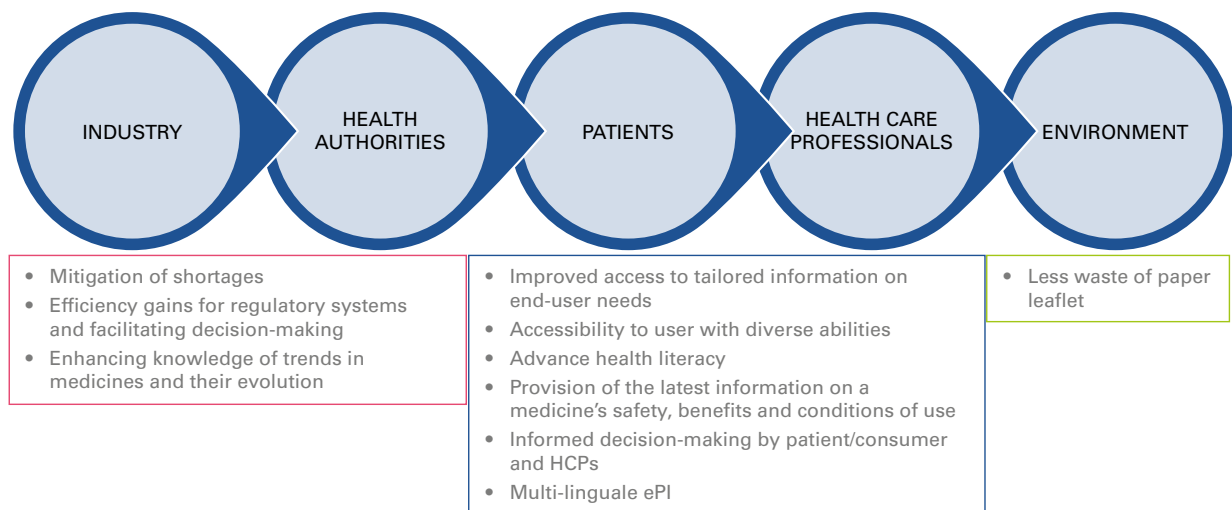 INDUSTRY
HEALTH
AUTHORITIES
PATIENTS
HEALTH CARE
PROFESSIONALS
ENVIRONMENT
• Mitigation of shortages
• Efficiency gains for regulatory systems
and facilitating decision-making
• Enhancing knowledge of trends in
medicines and their evolution
• Improved access to tailored information on
end-user needs
• Accessibility to user with diverse abilities
• Advance health literacy
• Provision of the latest information on a
medicine's safety, benefits and conditions of use
• Informed decision-making by patient/consumer
and HCPs
• Multi-linguale ePI
• Less waste of paper
leaflet